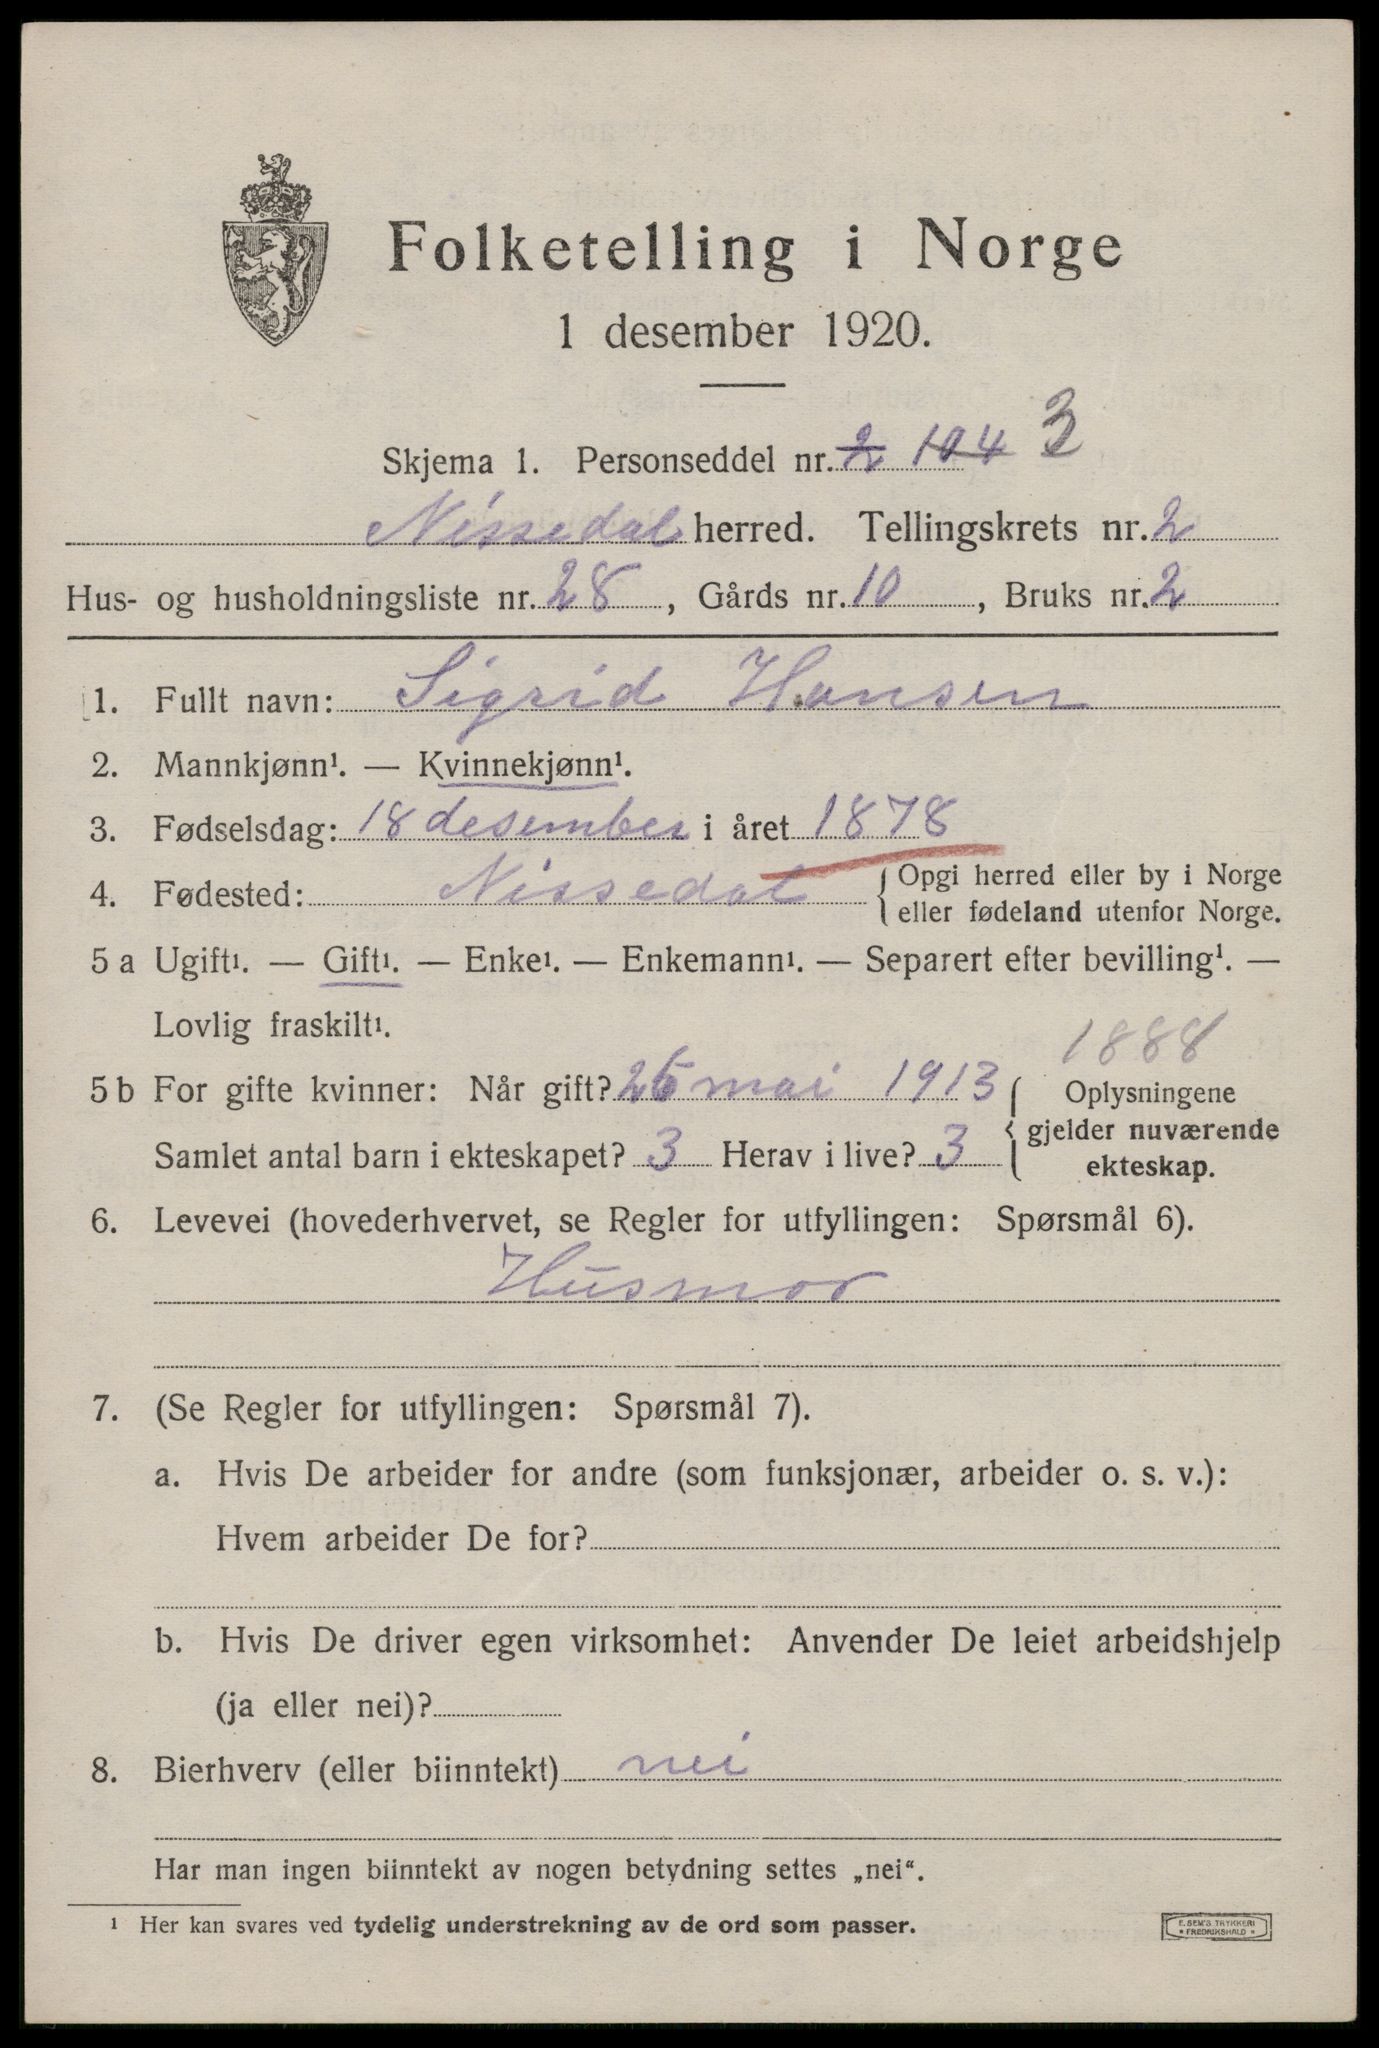 Folketelling i Norge
1 desember 1920.
Skjema 1. Personseddel nr. 2 104 3
Nissedal herred. Tellingskrets nr. 2
Hus- og husholdningsliste nr. 28, Gårds nr. 10, Bruks nr. 2
1. Fullt navn: Sigrid Hansen
2. Mannkjønn¹. — Kvinnekjønn¹.
3. Fødselsdag: 18 desember i året 1878
4. Fødested: Nissedal { Opgi herred eller by i Norge
eller fødeland utenfor Norge.
5 a Ugift¹. — Gift¹. — Enke¹. — Enkemann¹. — Separert efter bevilling¹. —
Lovlig fraskilt¹.
1888
5 b For gifte kvinner: Når gift? mai 1913 { Oplysningene
gjelder nuværende
ekteskap.
Samlet antal barn i ekteskapet? 3 Herav i live? 3
6. Levevei (hovederhvervet, se Regler for utfyllingen: Spørsmål 6).
Husmor
7. (Se Regler for utfyllingen: Spørsmål 7).
a. Hvis De arbeider for andre (som funksjonær, arbeider o. s. v.):
Hvem arbeider De for?
b. Hvis De driver egen virksomhet: Anvender De leiet arbeidshjelp
(ja eller nei)?
8. Bierhverv (eller biinntekt) nei
Har man ingen biinntekt av nogen betydning settes „nei“.
¹ Her kan svares ved tydelig understrekning av de ord som passer.
E. SEM'S TRYKKERI
* FREDRIKSHALD *